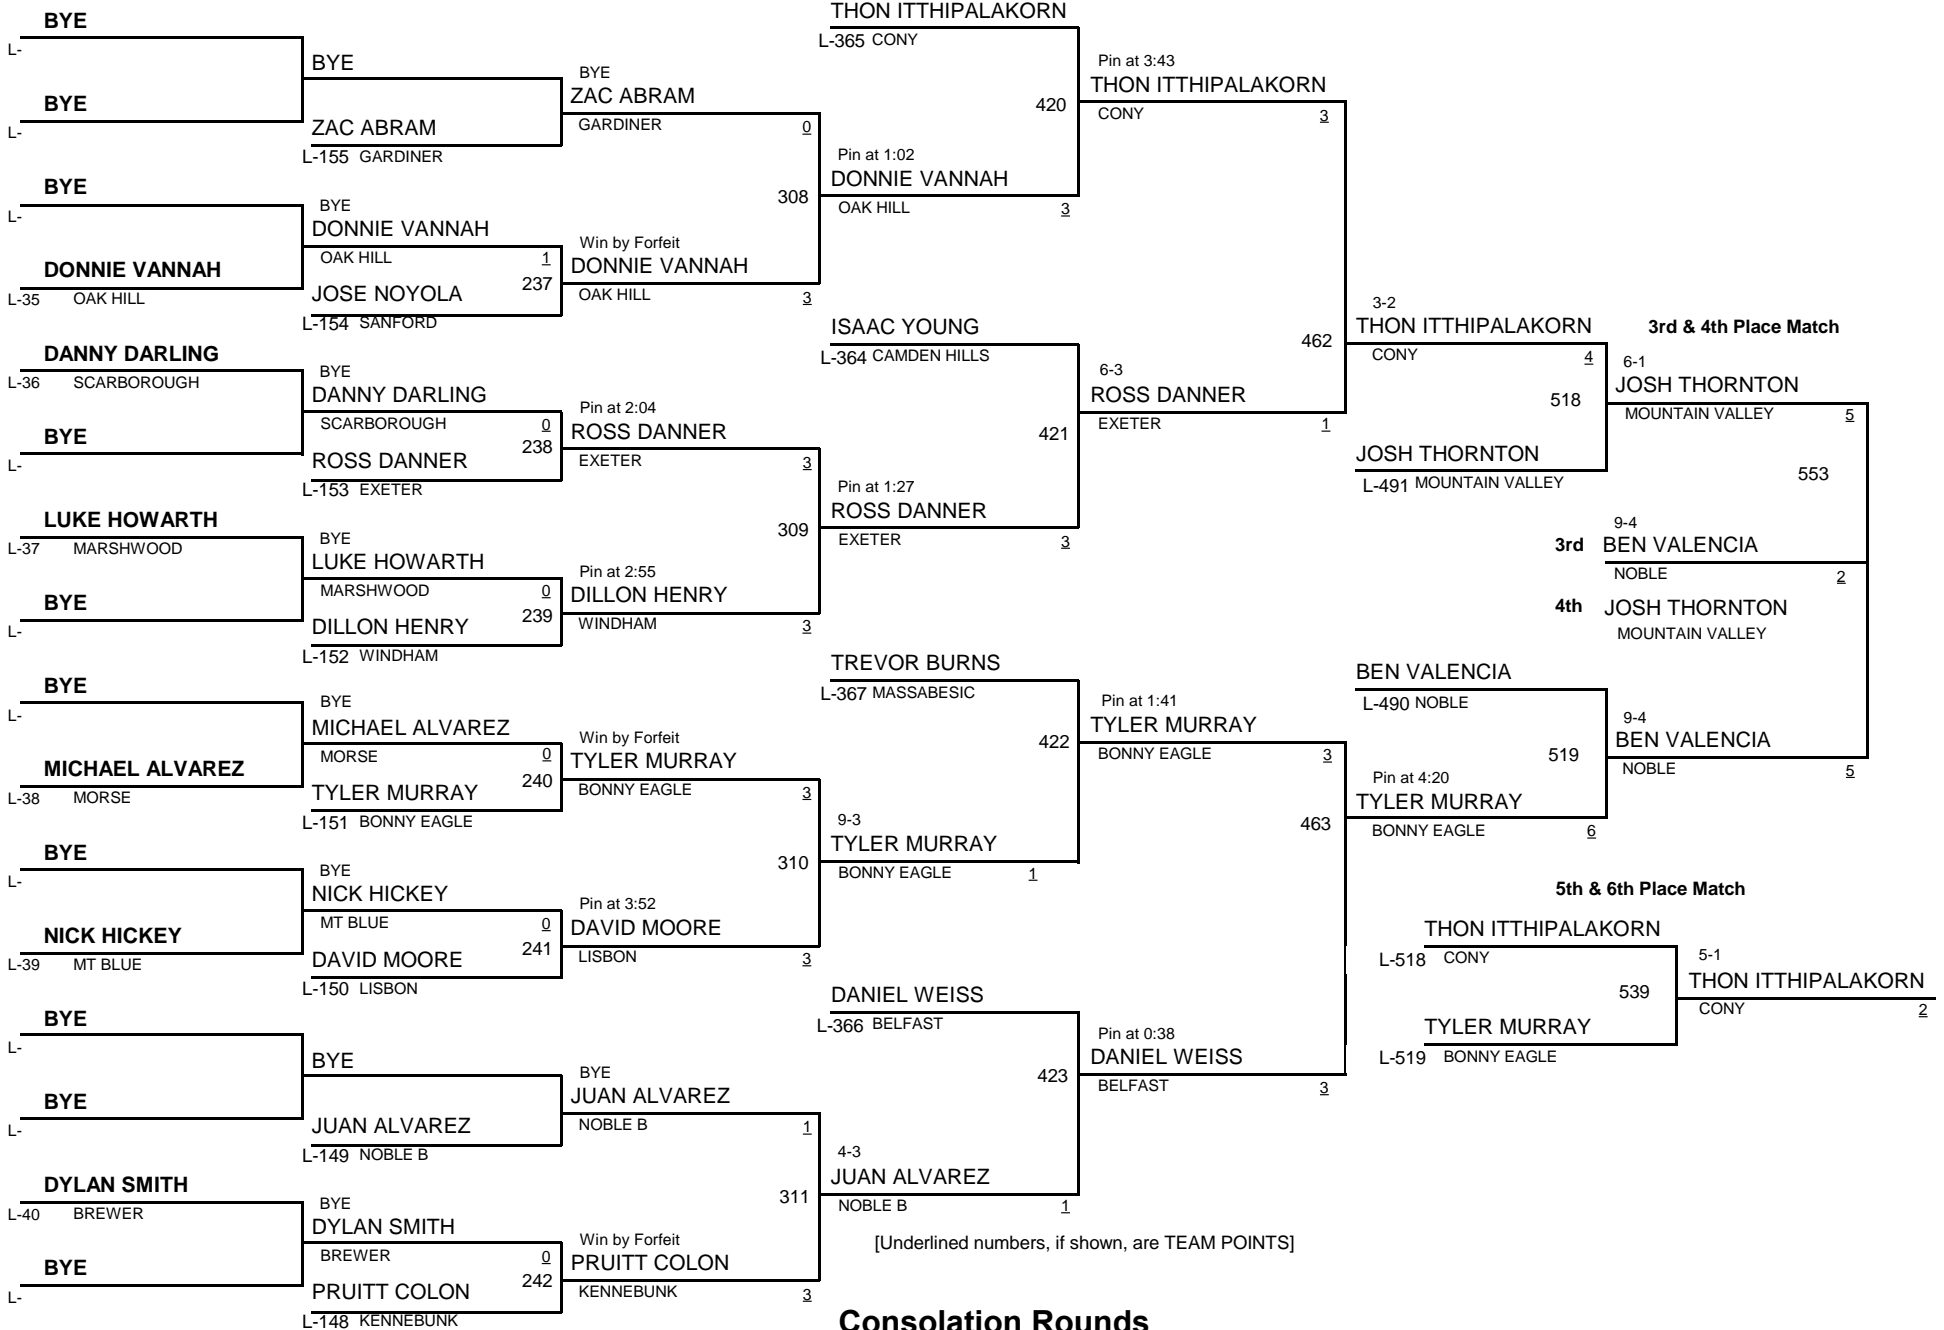 BYE
L-
BYE
L-
BYE
L-
DONNIE VANNAH
L-35 OAK HILL
DANNY DARLING
L-36 SCARBOROUGH
BYE
L-
LUKE HOWARTH
L-37 MARSHWOOD
BYE
L-
BYE
L-
MICHAEL ALVAREZ
L-38 MORSE
BYE
L-
NICK HICKEY
L-39 MT BLUE
BYE
L-
BYE
L-
DYLAN SMITH
L-40 BREWER
BYE
L-
BYE
ZAC ABRAM
L-155 GARDINER
BYE
DONNIE VANNAH
OAK HILL 1
237
JOSE NOYOLA
L-154 SANFORD
BYE
DANNY DARLING
SCARBOROUGH 0
238
ROSS DANNER
L-153 EXETER
BYE
LUKE HOWARTH
MARSHWOOD 0
239
DILLON HENRY
L-152 WINDHAM
BYE
MICHAEL ALVAREZ
MORSE 0
240
TYLER MURRAY
L-151 BONNY EAGLE
BYE
NICK HICKEY
MT BLUE 0
241
DAVID MOORE
L-150 LISBON
BYE
JUAN ALVAREZ
L-149 NOBLE B
BYE
DYLAN SMITH
BREWER 0
242
PRUITT COLON
L-148 KENNEBUNK
BYE
ZAC ABRAM
GARDINER 0
308
Win by Forfeit
DONNIE VANNAH
OAK HILL 3
Pin at 2:04
ROSS DANNER
EXETER 3
309
Pin at 2:55
DILLON HENRY
WINDHAM 3
Win by Forfeit
TYLER MURRAY
BONNY EAGLE 3
310
Pin at 3:52
DAVID MOORE
LISBON 3
BYE
JUAN ALVAREZ
NOBLE B 1
311
Win by Forfeit
PRUITT COLON
KENNEBUNK 3
THON ITTHIPALAKORN
L-365 CONY
420
Pin at 1:02
DONNIE VANNAH
OAK HILL 3
ISAAC YOUNG
L-364 CAMDEN HILLS
421
Pin at 1:27
ROSS DANNER
EXETER 3
TREVOR BURNS
L-367 MASSABESIC
422
9-3
TYLER MURRAY
BONNY EAGLE 1
DANIEL WEISS
L-366 BELFAST
423
4-3
JUAN ALVAREZ
NOBLE B 1
Pin at 3:43
THON ITTHIPALAKORN
CONY 3
462
6-3
ROSS DANNER
EXETER 1
Pin at 1:41
TYLER MURRAY
BONNY EAGLE 3
463
Pin at 0:38
DANIEL WEISS
BELFAST 3
3-2
THON ITTHIPALAKORN
CONY 4
518
JOSH THORNTON
L-491 MOUNTAIN VALLEY
BEN VALENCIA
L-490 NOBLE
519
Pin at 4:20
TYLER MURRAY
BONNY EAGLE 6
3rd & 4th Place Match
6-1
JOSH THORNTON
MOUNTAIN VALLEY 5
553
9-4
3rd BEN VALENCIA
NOBLE 2
4th JOSH THORNTON
MOUNTAIN VALLEY
9-4
BEN VALENCIA
NOBLE 5
5th & 6th Place Match
THON ITTHIPALAKORN
L-518 CONY
539
TYLER MURRAY
L-519 BONNY EAGLE
5-1
THON ITTHIPALAKORN
CONY 2
[Underlined numbers, if shown, are TEAM POINTS]
Consolation Rounds